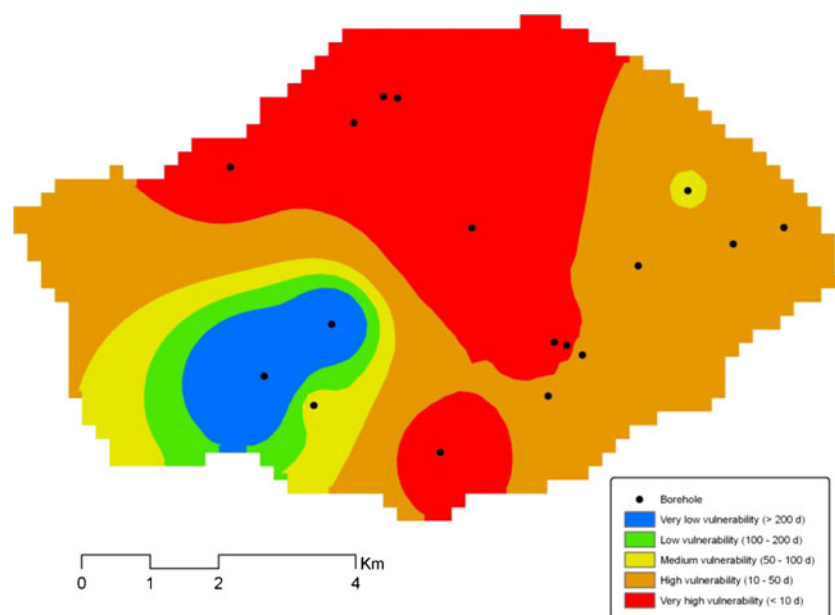 Km
0 1 2 4
Borehole
Very low vulnerability (> 200 d)
Low vulnerability (100 - 200 d)
Medium vulnerability (50 - 100 d)
High vulnerability (10 - 50 d)
Very high vulnerability (< 10 d)